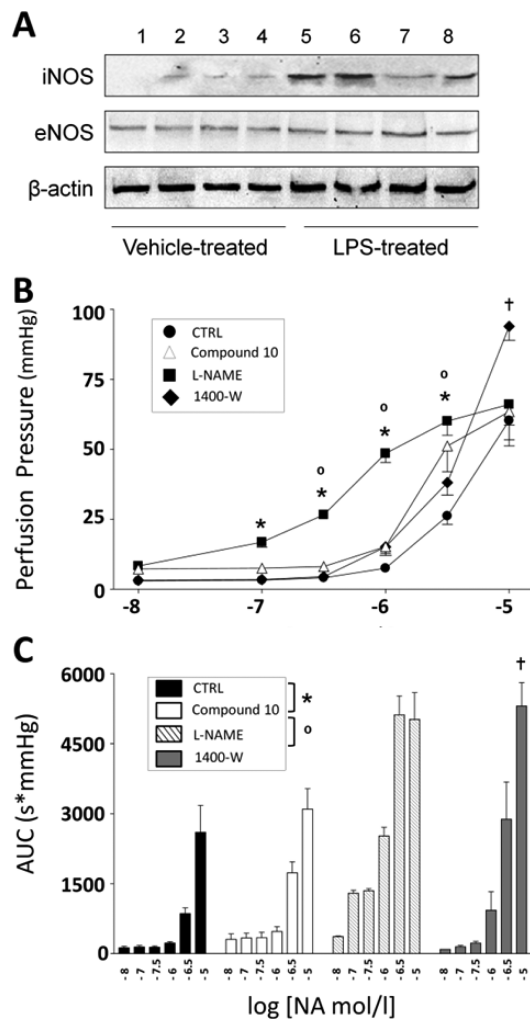 A
1 2 3 4 5 6 7 8
iNOS
eNOS
β-actin
Vehicle-treated LPS-treated
B
100
75
50
25
0
Perfusion Pressure (mmHg)
CTRL
Compound 10
L-NAME
1400-W
* o * o * o * †
-8 -7 -6 -5
C
6000
4500
3000
1500
0
AUC (s*mmHg)
CTRL
Compound 10
L-NAME
1400-W
*
o
†
-8 -7 -7.5 -6 -6.5 -5 -8 -7 -7.5 -6 -6.5 -5 -8 -7 -7.5 -6 -6.5 -5 -8 -7 -7.5 -6 -6.5 -5
log [NA mol/l]